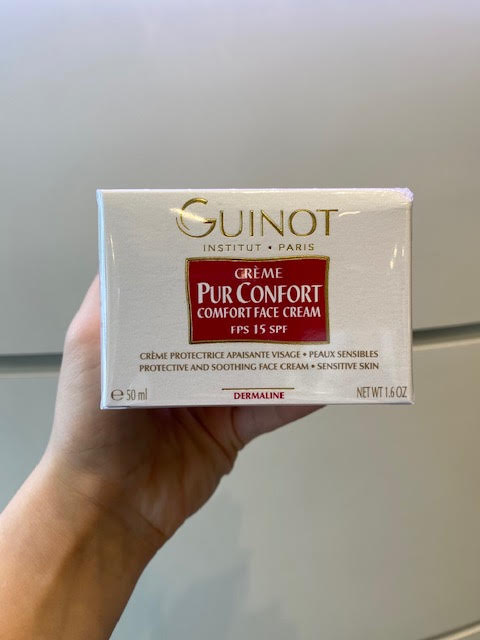 GUINOT
INSTITUT • PARIS
CRÈME
PUR CONFORT
COMFORT FACE CREAM
FPS 15 SPF
CRÈME PROTECTRICE APAISANTE VISAGE • PEAUX SENSIBLES
PROTECTIVE AND SOOTHING FACE CREAM • SENSITIVE SKIN
℮ 50 ml
DERMALINE
NET WT 1.6 OZ